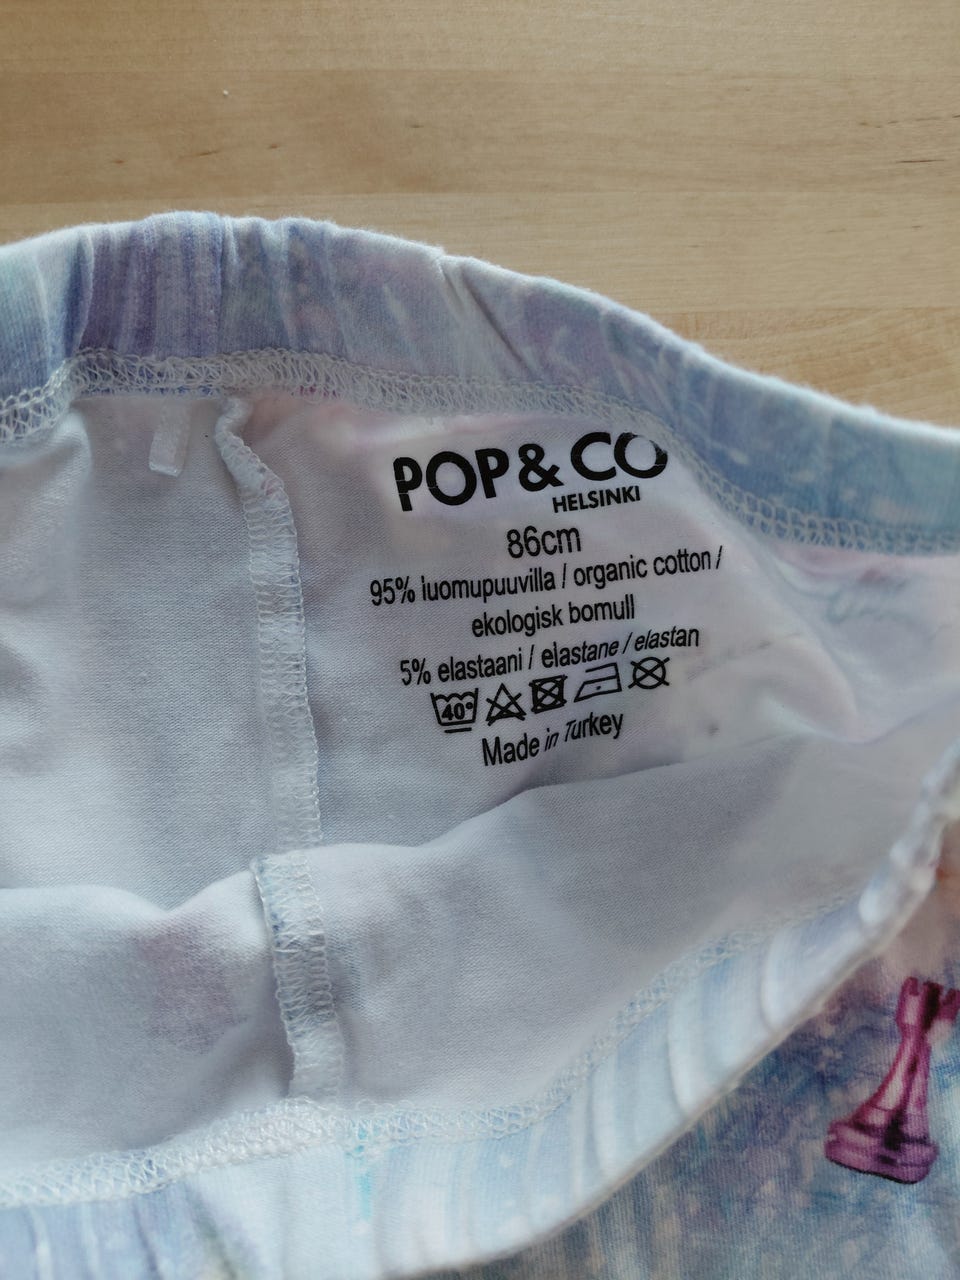 POP & CO
HELSINKI
86cm
95% luomupuuvilla / organic cotton /
ekologisk bomull
5% elastaani / elastane / elastan
40°
Made in Turkey